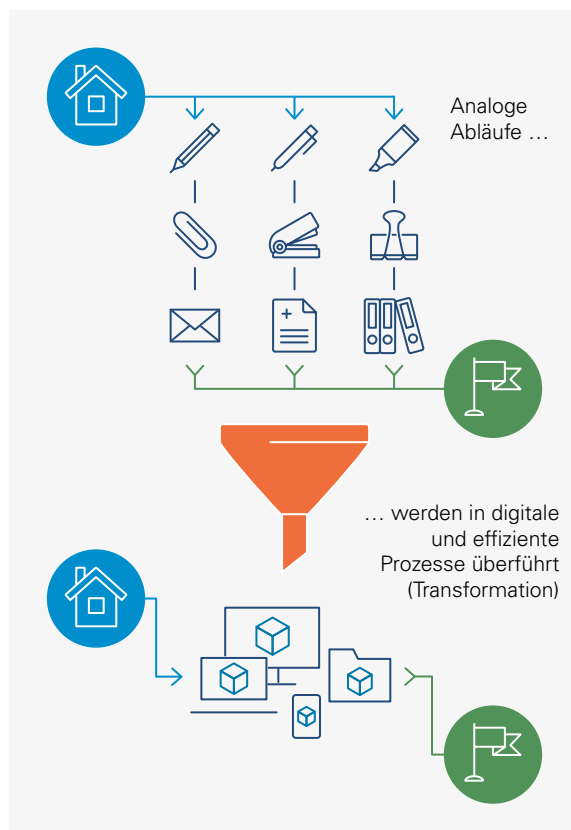 Analoge
Abläufe …
… werden in digitale
und effiziente
Prozesse überführt
(Transformation)